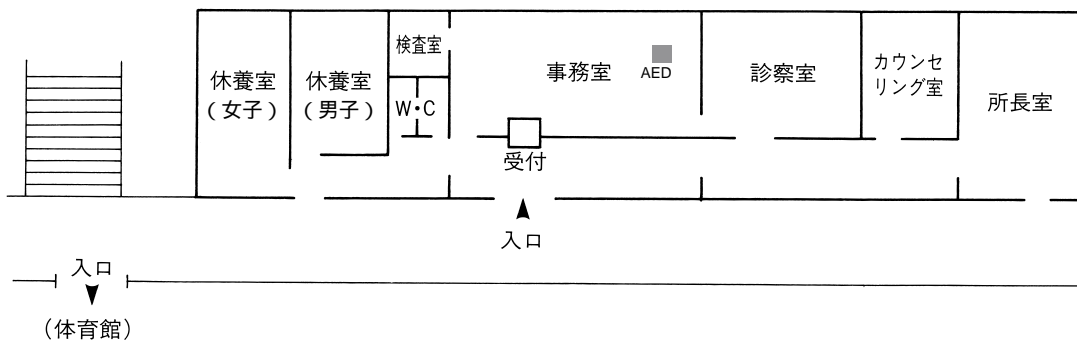 休養室
(女子)
休養室
(男子)
検査室
W・C
事務室
AED
受付
診察室
カウンセ
リング室
所長室
入口
入口
(体育館)